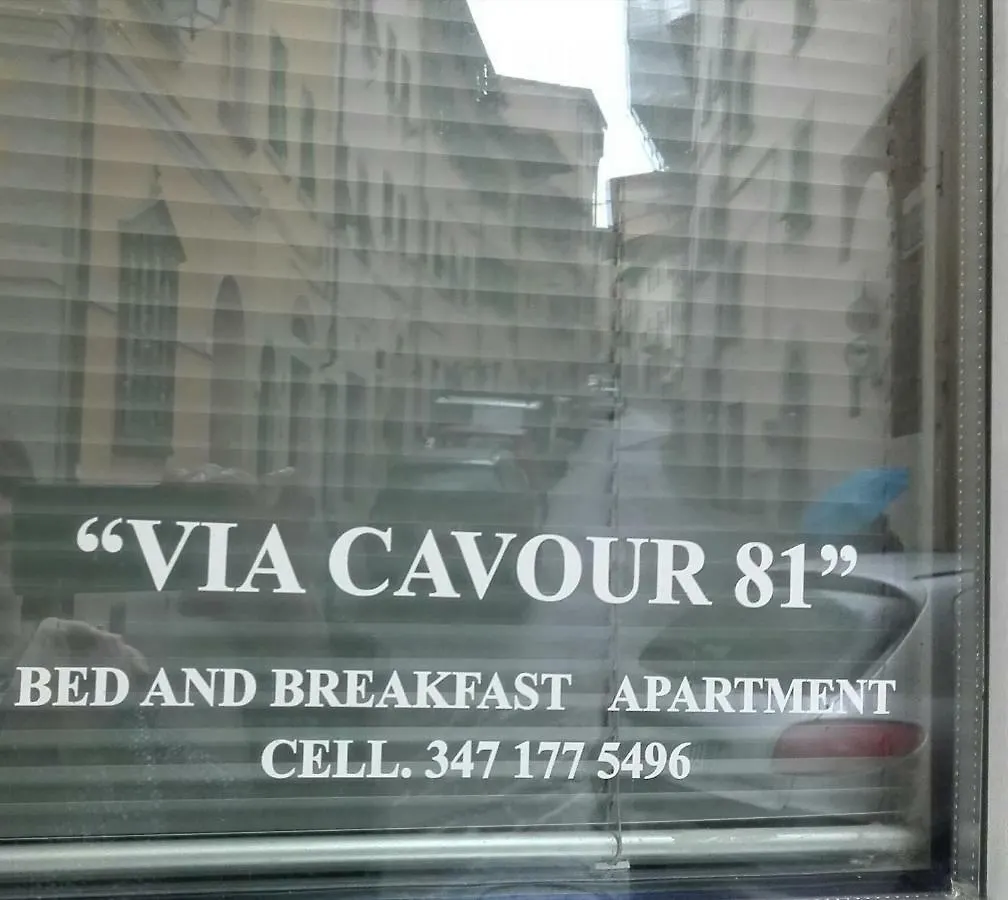 “VIA CAVOUR 81”
BED AND BREAKFAST APARTMENT
CELL. 347 177 5496